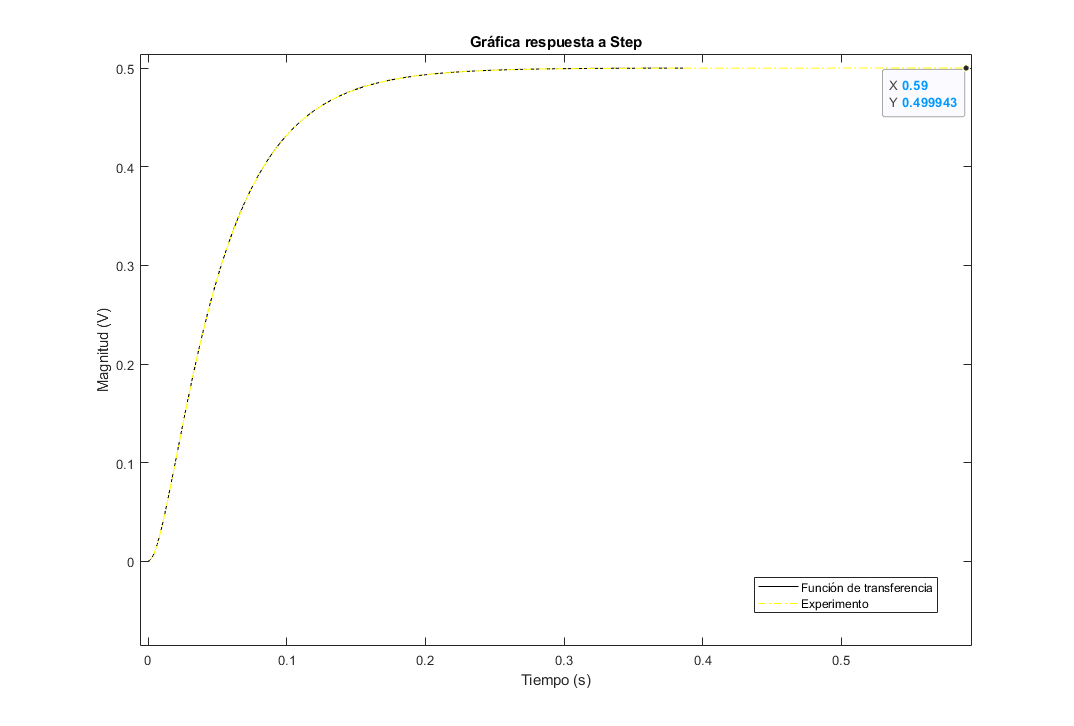 Gráfica respuesta a Step
0.5
0.4
0.3
0.2
0.1
0
Magnitud (V)
X 0.59
Y 0.499943
Función de transferencia
Experimento
0
0.1
0.2
0.3
0.4
0.5
Tiempo (s)